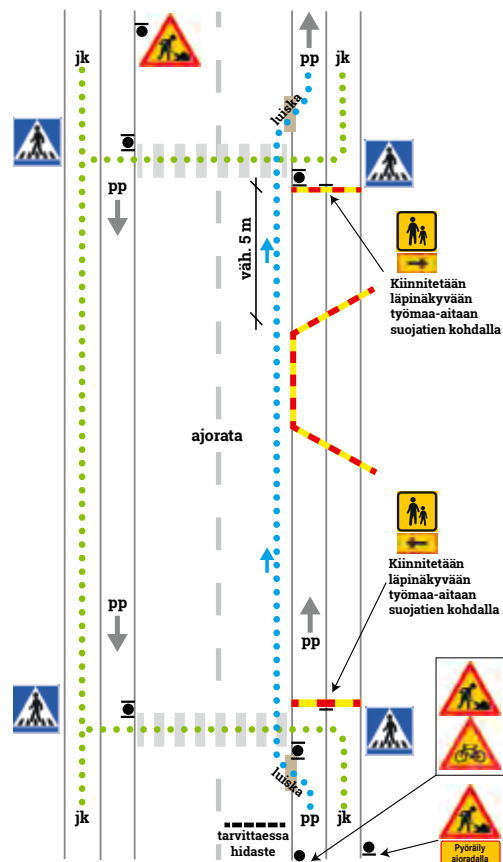 jk
pp
jk
luiska
pp
väh. 5 m
Kiinnitetään
läpinäkyvään
työmaa-aitaan
suojatien kohdalla
ajorata
Kiinnitetään
läpinäkyvään
työmaa-aitaan
suojatien kohdalla
pp
pp
luiska
jk
pp
jk
tarvittaessa
hidaste
Pyöräily
ajoradalla